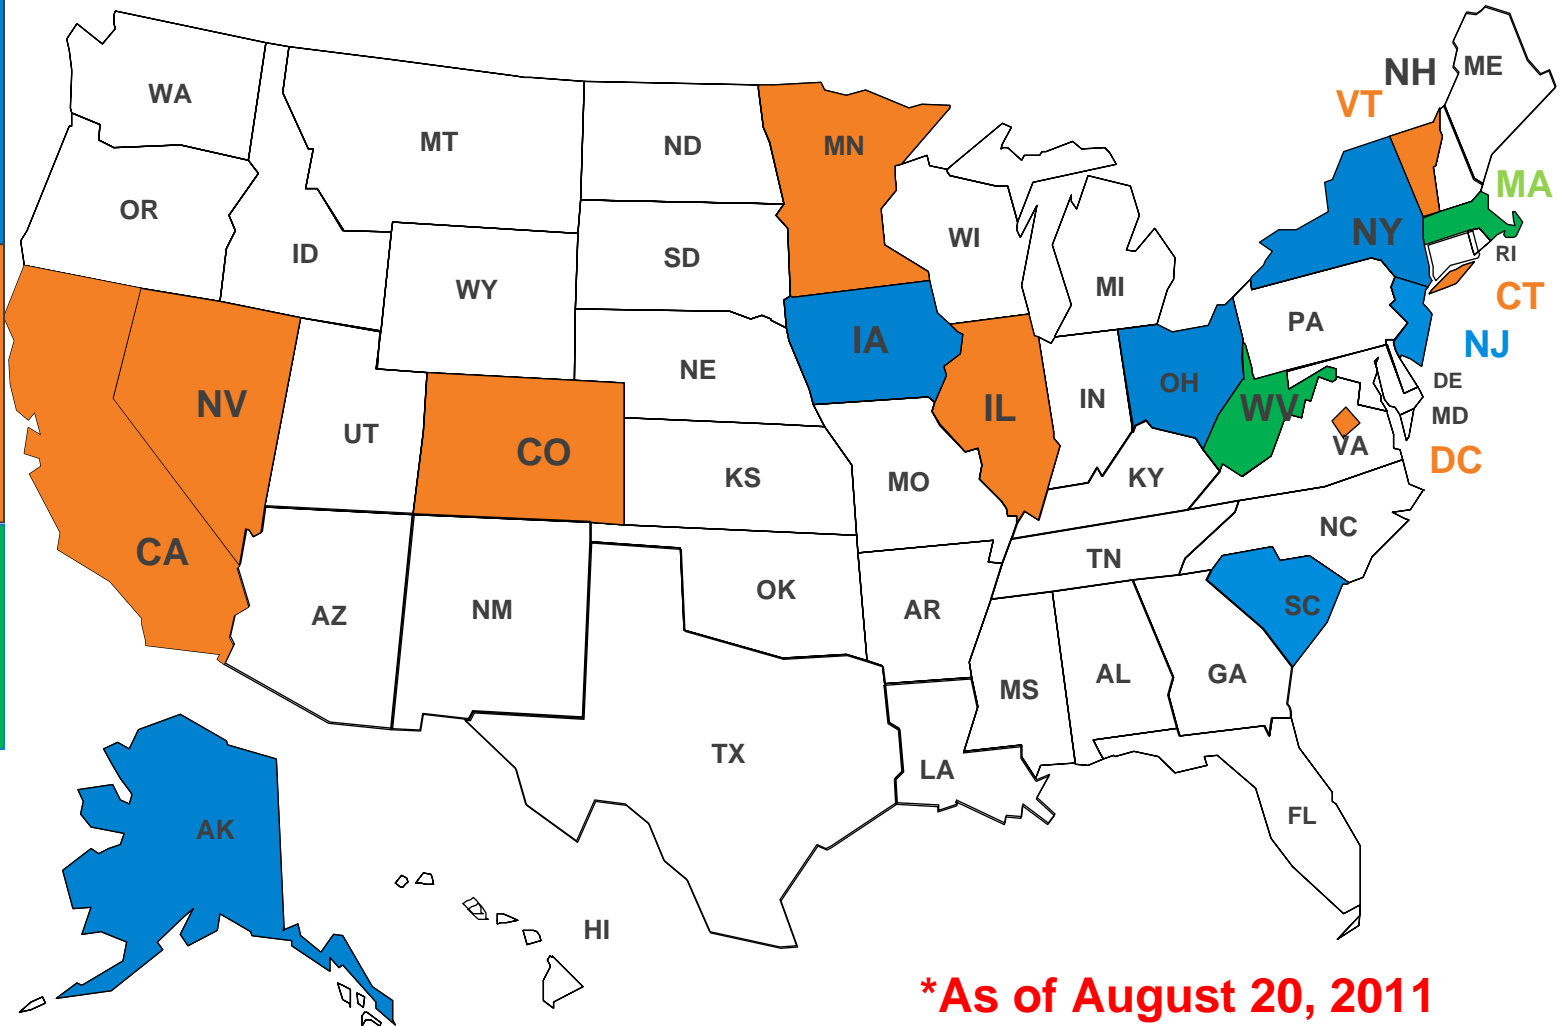 NH
ME
VT
WA
MT
ND
MN
MA
OR
NY
WI
ID
SD
RI
WY
MI
CT
PA
IA
NJ
NE
OH
DE
IN
NV
IL
WV
MD
UT
VA
CO
DC
KS
KY
MO
NC
CA
TN
OK
SC
AR
NM
AZ
GA
AL
MS
TX
LA
FL
AK
HI
*As of August 20, 2011